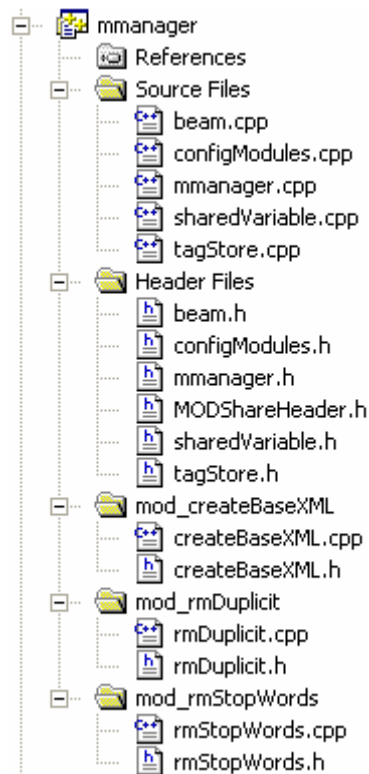 mmanager
References
Source Files
beam.cpp
configModules.cpp
mmanager.cpp
sharedVariable.cpp
tagStore.cpp
Header Files
beam.h
configModules.h
mmanager.h
MODShareHeader.h
sharedVariable.h
tagStore.h
mod_createBaseXML
createBaseXML.cpp
createBaseXML.h
mod_rmDuplicit
rmDuplicit.cpp
rmDuplicit.h
mod_rmStopWords
rmStopWords.cpp
rmStopWords.h